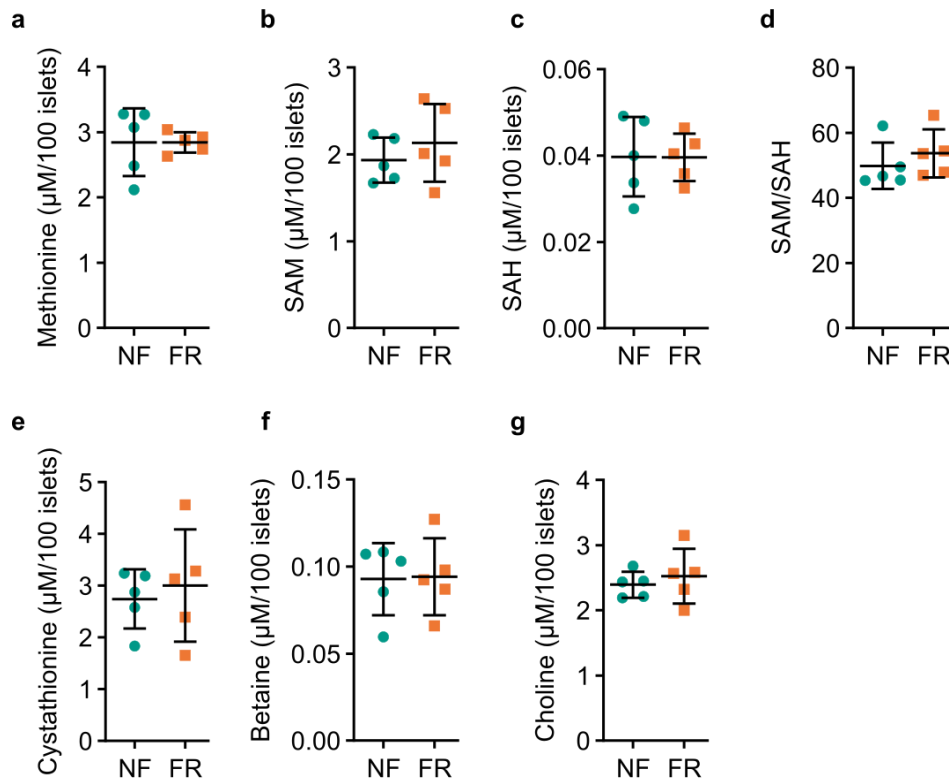 a
Methionine (µM/100 islets)
4
3
2
1
0
NF FR
b
SAM (µM/100 islets)
3
2
1
0
NF FR
c
SAH (µM/100 islets)
0.06
0.04
0.02
0.00
NF FR
d
SAM/SAH
80
60
40
20
0
NF FR
e
Cystathionine (µM/100 islets)
5
4
3
2
1
0
NF FR
f
Betaine (µM/100 islets)
0.15
0.10
0.05
0.00
NF FR
g
Choline (µM/100 islets)
4
3
2
1
0
NF FR